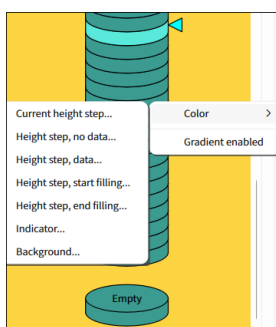 Current height step...
Height step, no data...
Height step, data...
Height step, start filling...
Height step, end filling...
Indicator...
Background...
Color >
Gradient enabled
Empty